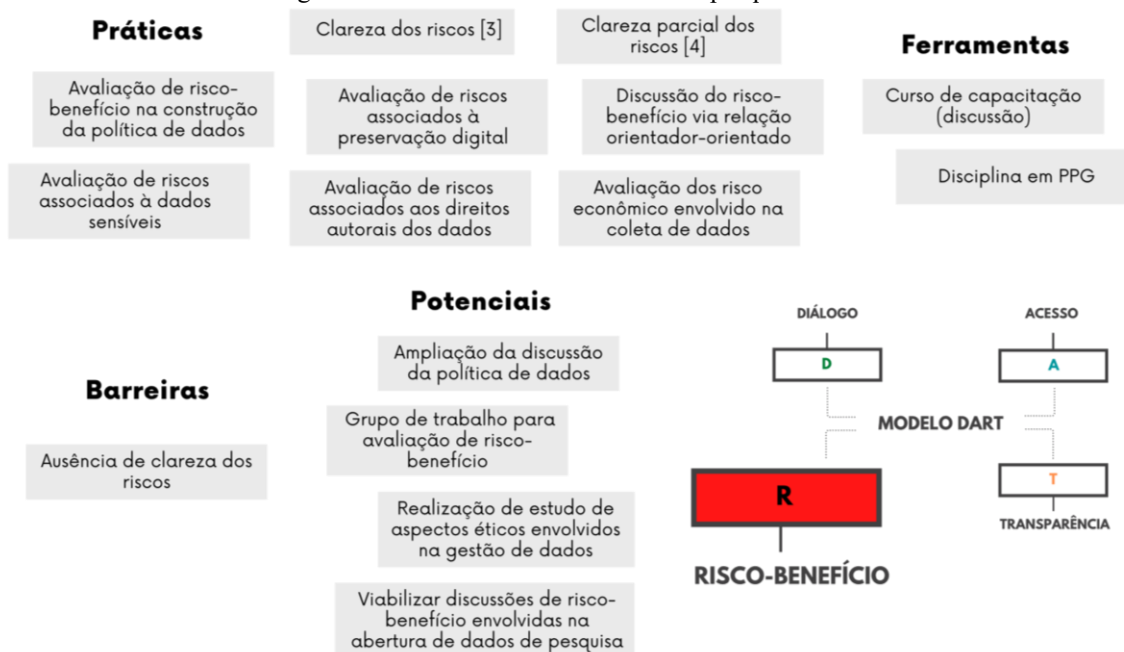 Práticas
Clareza dos riscos [3]
Clareza parcial dos
riscos [4]
Ferramentas
Avaliação de risco-
benefício na construção
da política de dados
Avaliação de riscos
associados à
preservação digital
Discussão do risco-
benefício via relação
orientador-orientado
Curso de capacitação
(discussão)
Avaliação de riscos
associados à dados
sensíveis
Avaliação de riscos
associados aos direitos
autorais dos dados
Avaliação dos risco
econômico envolvido na
coleta de dados
Disciplina em PPG
Potenciais
Ampliação da discussão
da política de dados
Grupo de trabalho para
avaliação de risco-
benefício
Realização de estudo de
aspectos éticos envolvidos
na gestão de dados
Viabilizar discussões de risco-
benefício envolvidas na
abertura de dados de pesquisa
Barreiras
Ausência de clareza dos
riscos
DIÁLOGO
D
ACESSO
A
MODELO DART
R
RISCO-BENEFÍCIO
T
TRANSPARÊNCIA